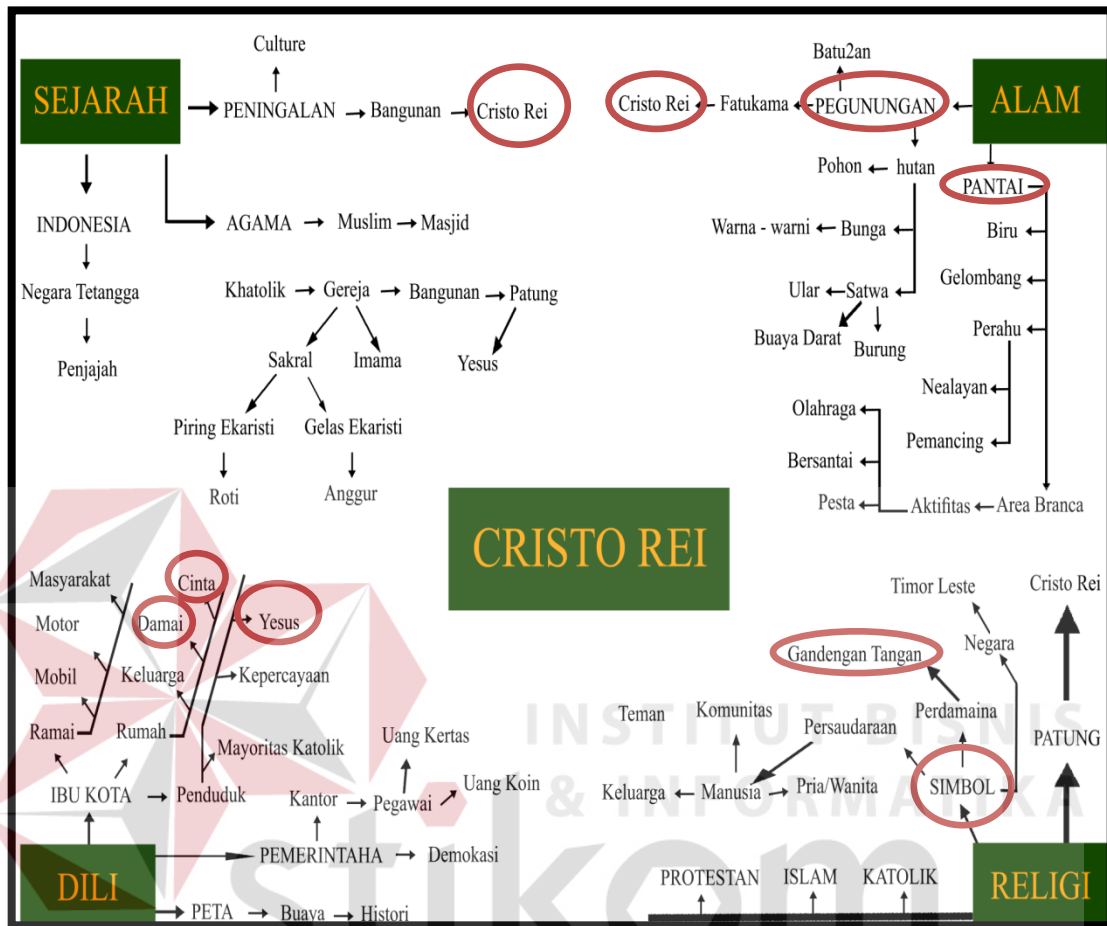 Culture
SEJARAH
PENINGALAN
Bangunan
Cristo Rei
INDONESIA
AGAMA
Muslim
Masjid
Negara Tetangga
Penjajah
Khatolik
Gereja
Bangunan
Patung
Sakral
Imama
Yesus
Piring Ekaristi
Gelas Ekaristi
Roti
Anggur
Batu2an
Cristo Rei
Fatukama
PEGUNUNGAN
ALAM
Pohon
hutan
PANTAI
Warna - warni
Bunga
Biru
Ular
Satwa
Gelombang
Buaya Darat
Burung
Perahu
Nealayan
Olahraga
Pemancing
Bersantai
Pesta
Aktifitas
Area Branca
CRISTO REI
Masyarakat
Cinta
Motor
Damai
Yesus
Mobil
Keluarga
Kepercayaan
Ramai
Rumah
Mayoritas Katolik
IBU KOTA
Penduduk
Uang Kertas
Kantor
Pegawai
Uang Koin
PEMERINTAHA
Demokasi
DILI
PETA
Buaya
Histori
Timor Leste
Cristo Rei
Gandengan Tangan
Negara
Teman
Komunitas
Persaudaraan
Perdamaina
PATUNG
Keluarga
Manusia
Pria/Wanita
SIMBOL
PROTESTAN
ISLAM
KATOLIK
RELIGI
INSTITUT BISNIS
& INFORMATIKA
stikom